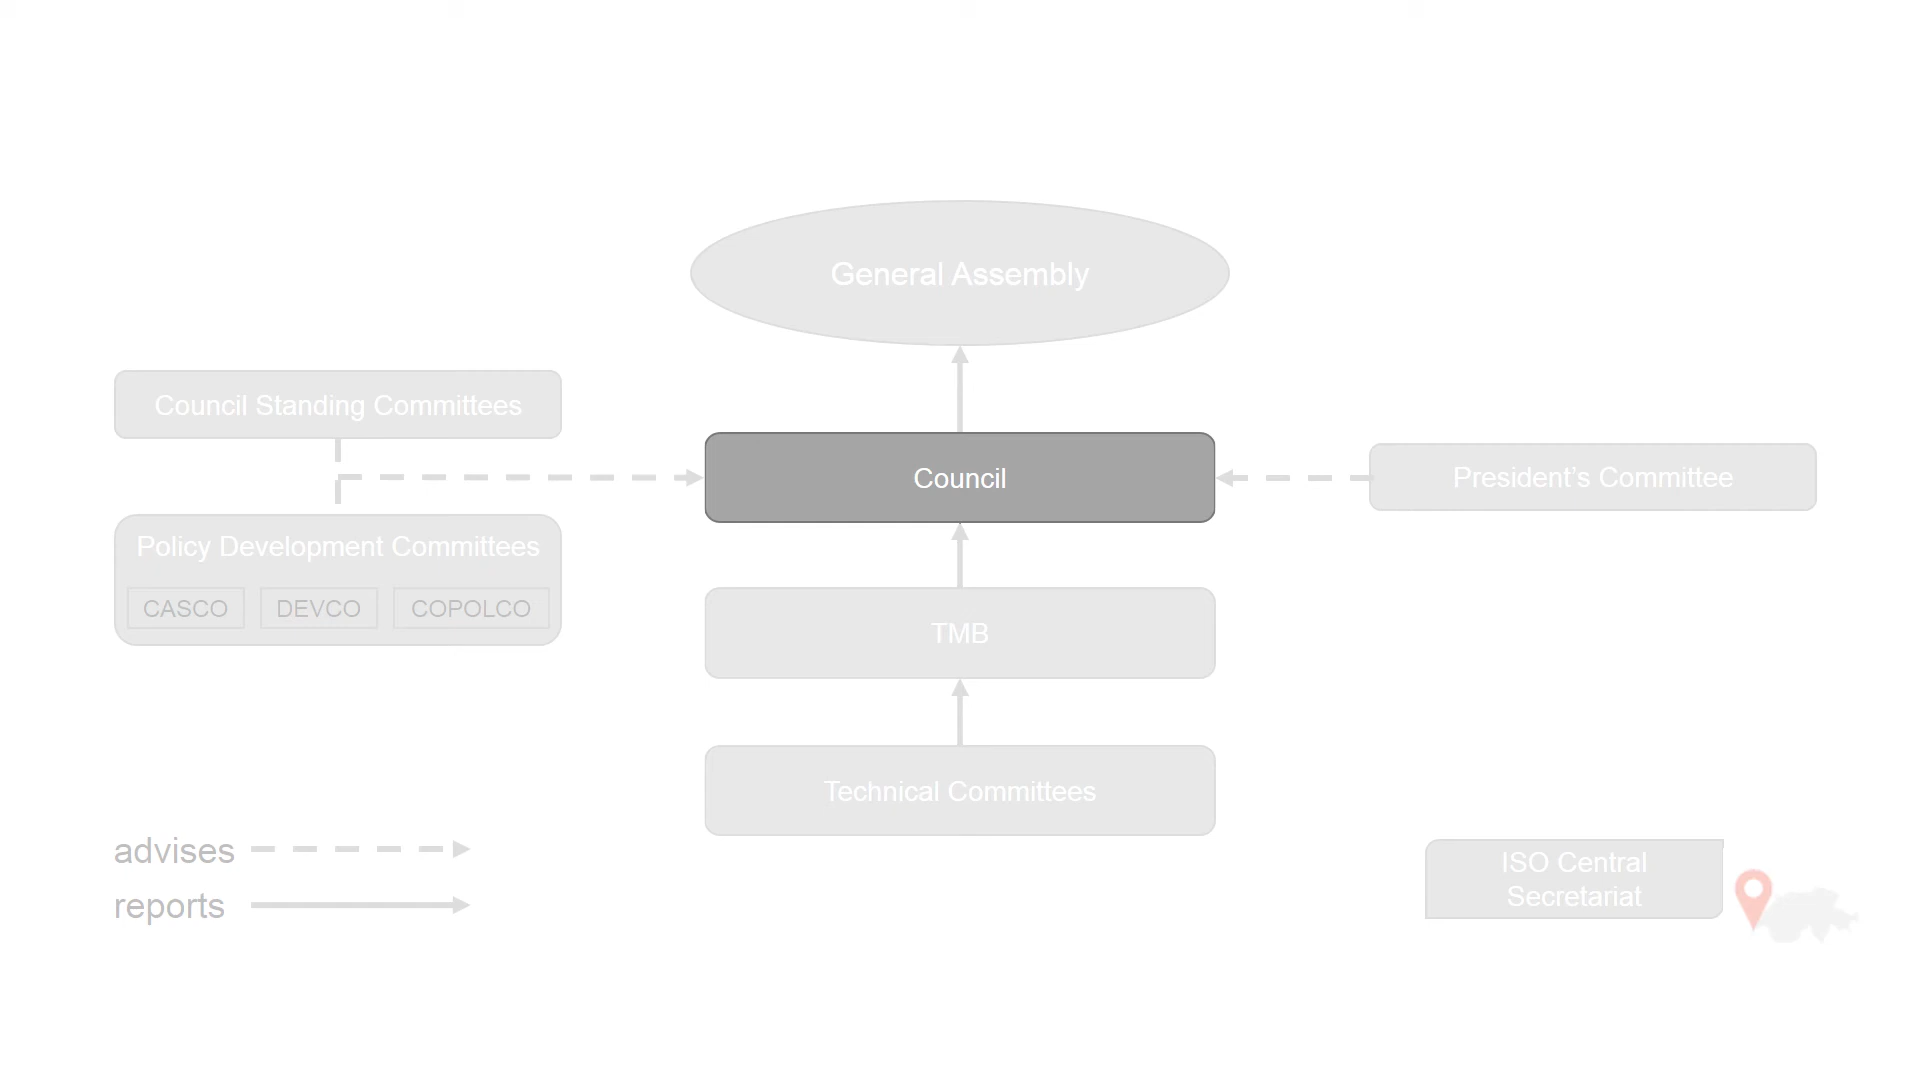 General Assembly
Council Standing Committees
Council
President’s Committee
Policy Development Committees
CASCO DEVCO COPOLCO
TMB
Technical Committees
advises
reports
ISO Central
Secretariat